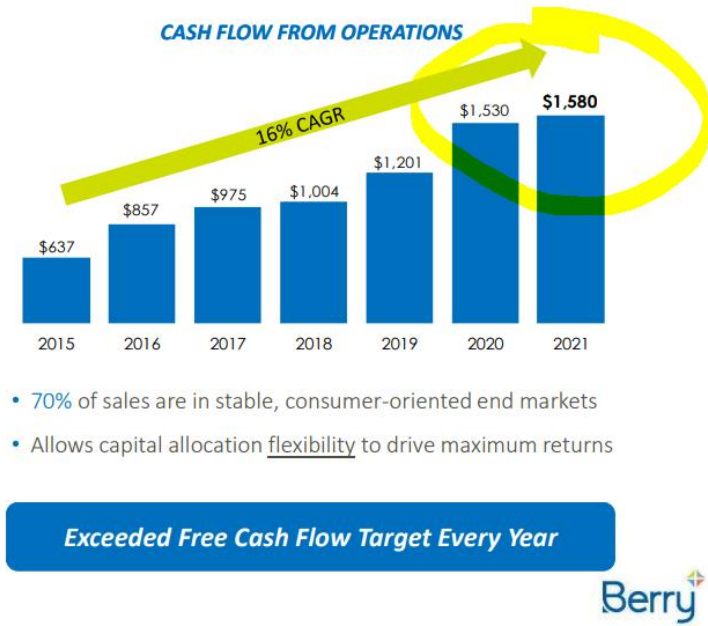 CASH FLOW FROM OPERATIONS
16% CAGR
$637
$857
$975
$1,004
$1,201
$1,530
$1,580
2015 2016 2017 2018 2019 2020 2021
• 70% of sales are in stable, consumer-oriented end markets
• Allows capital allocation flexibility to drive maximum returns
Exceeded Free Cash Flow Target Every Year
Berry